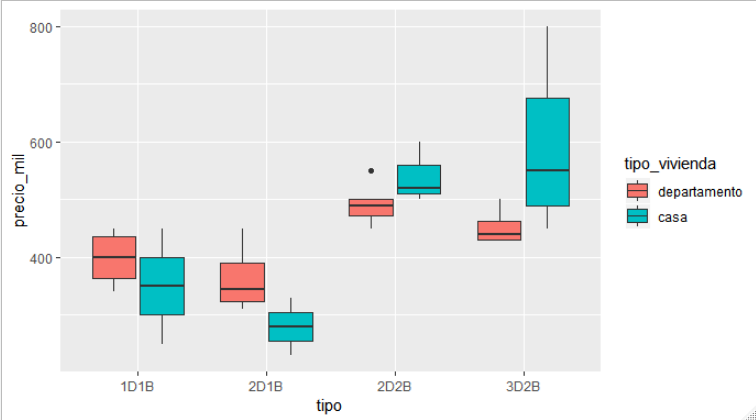 800
600
400
precio_mil
1D1B
2D1B
2D2B
3D2B
tipo
tipo_vivienda
departamento
casa